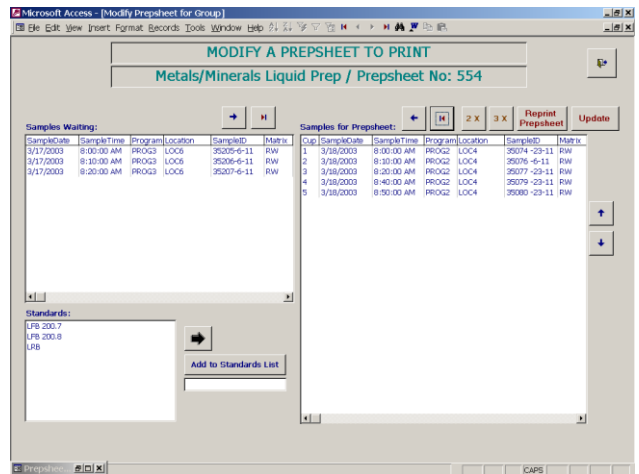 Microsoft Access - [Modify Prepsheet for Group]
File Edit View Insert Format Records Tools Window Help
MODIFY A PREPSHEET TO PRINT
Metals/Minerals Liquid Prep / Prepsheet No: 554
Samples Waiting:
SampleDate SampleTime Program Location SampleID Matrix
3/17/2003 8:00:00 AM PROG3 LOC6 35205-6-11 RW
3/17/2003 8:10:00 AM PROG3 LOC6 35206-6-11 RW
3/17/2003 8:20:00 AM PROG3 LOC6 35207-6-11 RW
Samples for Prepsheet:
2 X
3 X
Reprint
Prepsheet
Update
Cup SampleDate SampleTime Program Location SampleID Matrix
1 3/18/2003 8:00:00 AM PROG2 LOC4 35074 -23-11 RW
2 3/18/2003 8:10:00 AM PROG2 LOC4 35076 -6-11 RW
3 3/18/2003 8:20:00 AM PROG2 LOC4 35077 -23-11 RW
4 3/18/2003 8:40:00 AM PROG2 LOC4 35079 -23-11 RW
5 3/18/2003 8:50:00 AM PROG2 LOC4 35080 -23-11 RW
Standards:
LFB 200.7
LFB 200.8
LRB
Add to Standards List
Prepshee...
CAPS